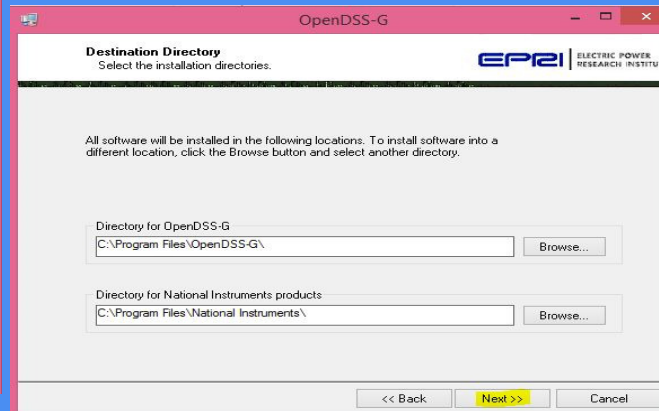 OpenDSS-G
Destination Directory
Select the installation directories.
EPRI
ELECTRIC POWER
RESEARCH INSTITU
All software will be installed in the following locations. To install software into a
different location, click the Browse button and select another directory.
Directory for OpenDSS-G
C:\Program Files\OpenDSS-G\
Browse...
Directory for National Instruments products
C:\Program Files\National Instruments\
Browse...
<< Back
Next >>
Cancel